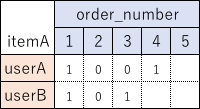 order_number
itemA 1 2 3 4 5
userA 1 0 0 1
userB 1 0 1